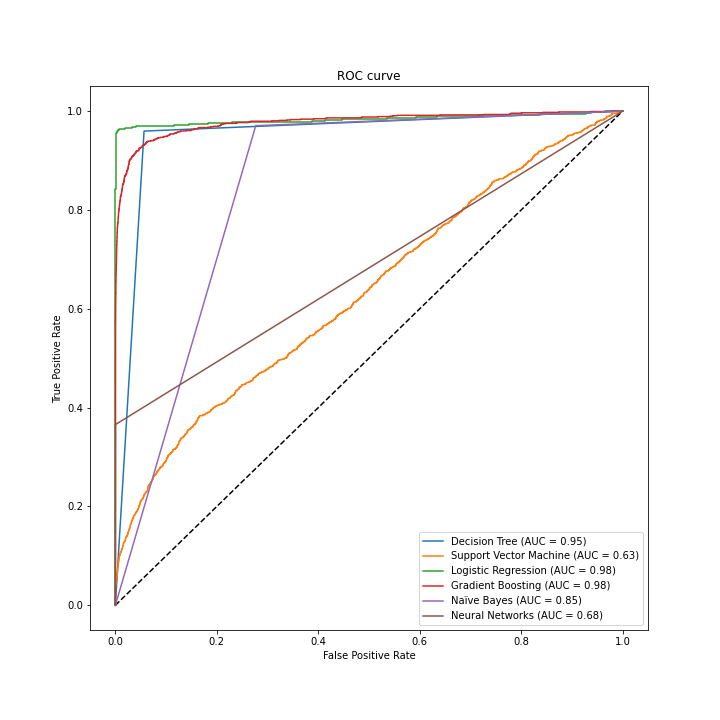 ROC curve
1.0
0.8
0.6
0.4
0.2
0.0
True Positive Rate
0.0 0.2 0.4 0.6 0.8 1.0
False Positive Rate
Decision Tree (AUC = 0.95)
Support Vector Machine (AUC = 0.63)
Logistic Regression (AUC = 0.98)
Gradient Boosting (AUC = 0.98)
Naïve Bayes (AUC = 0.85)
Neural Networks (AUC = 0.68)